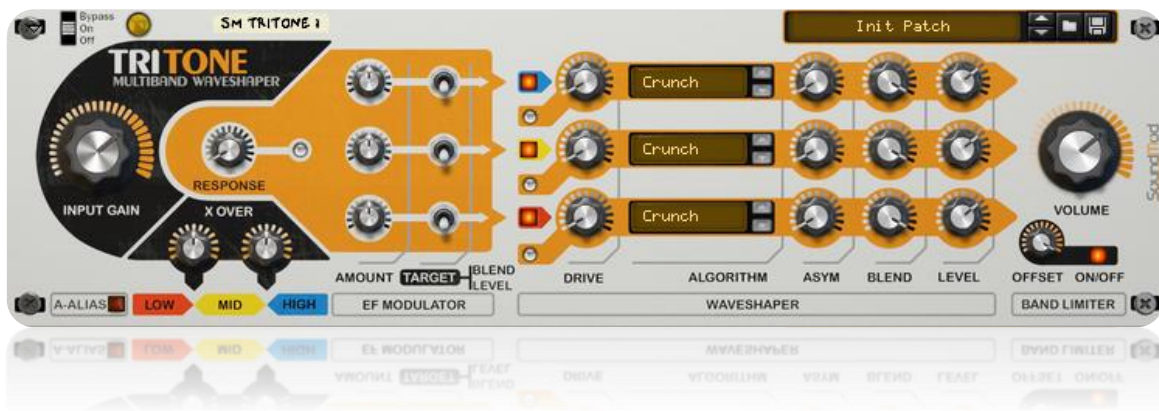 Bypass
On
Off
SM TRITONE 1
Init Patch
TRITONE
MULTIBAND WAVESHAPER
Crunch
Crunch
Crunch
RESPONSE
INPUT GAIN
X OVER
VOLUME
SoundMod
AMOUNT TARGET BLEND
LEVEL
DRIVE ALGORITHM ASYM BLEND LEVEL
OFFSET ON/OFF
A-ALIAS LOW MID HIGH EF MODULATOR WAVESHAPER BAND LIMITER